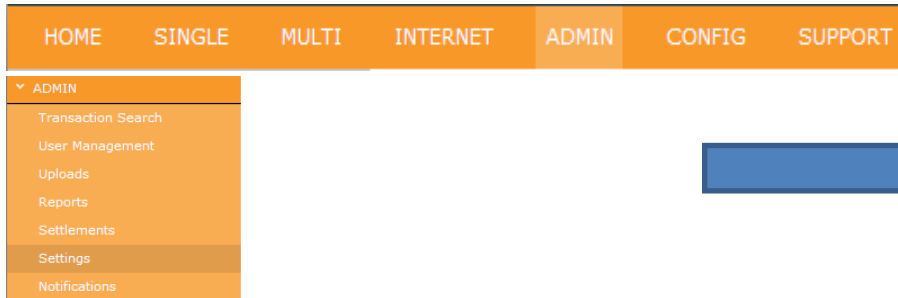 HOME SINGLE MULTI INTERNET ADMIN CONFIG SUPPORT
ADMIN
Transaction Search
User Management
Uploads
Reports
Settlements
Settings
Notifications